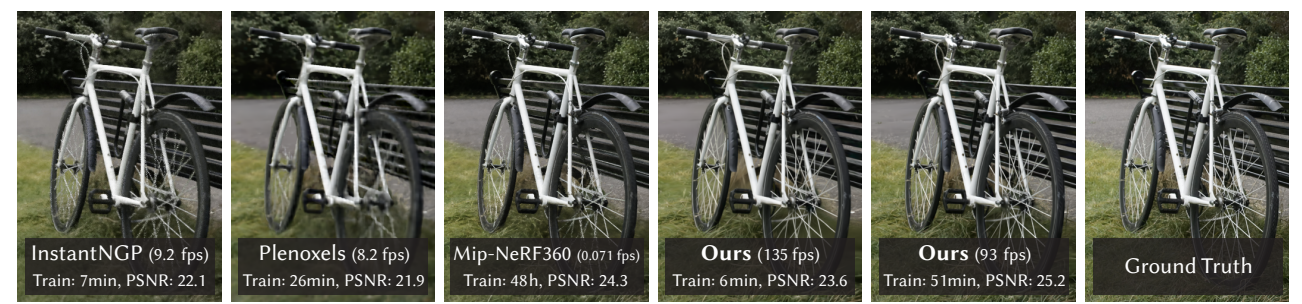 InstantNGP (9.2 fps)
Train: 7min, PSNR: 22.1
Plenoxels (8.2 fps)
Train: 26min, PSNR: 21.9
Mip-NeRF360 (0.071 fps)
Train: 48h, PSNR: 24.3
Ours (135 fps)
Train: 6min, PSNR: 23.6
Ours (93 fps)
Train: 51min, PSNR: 25.2
Ground Truth